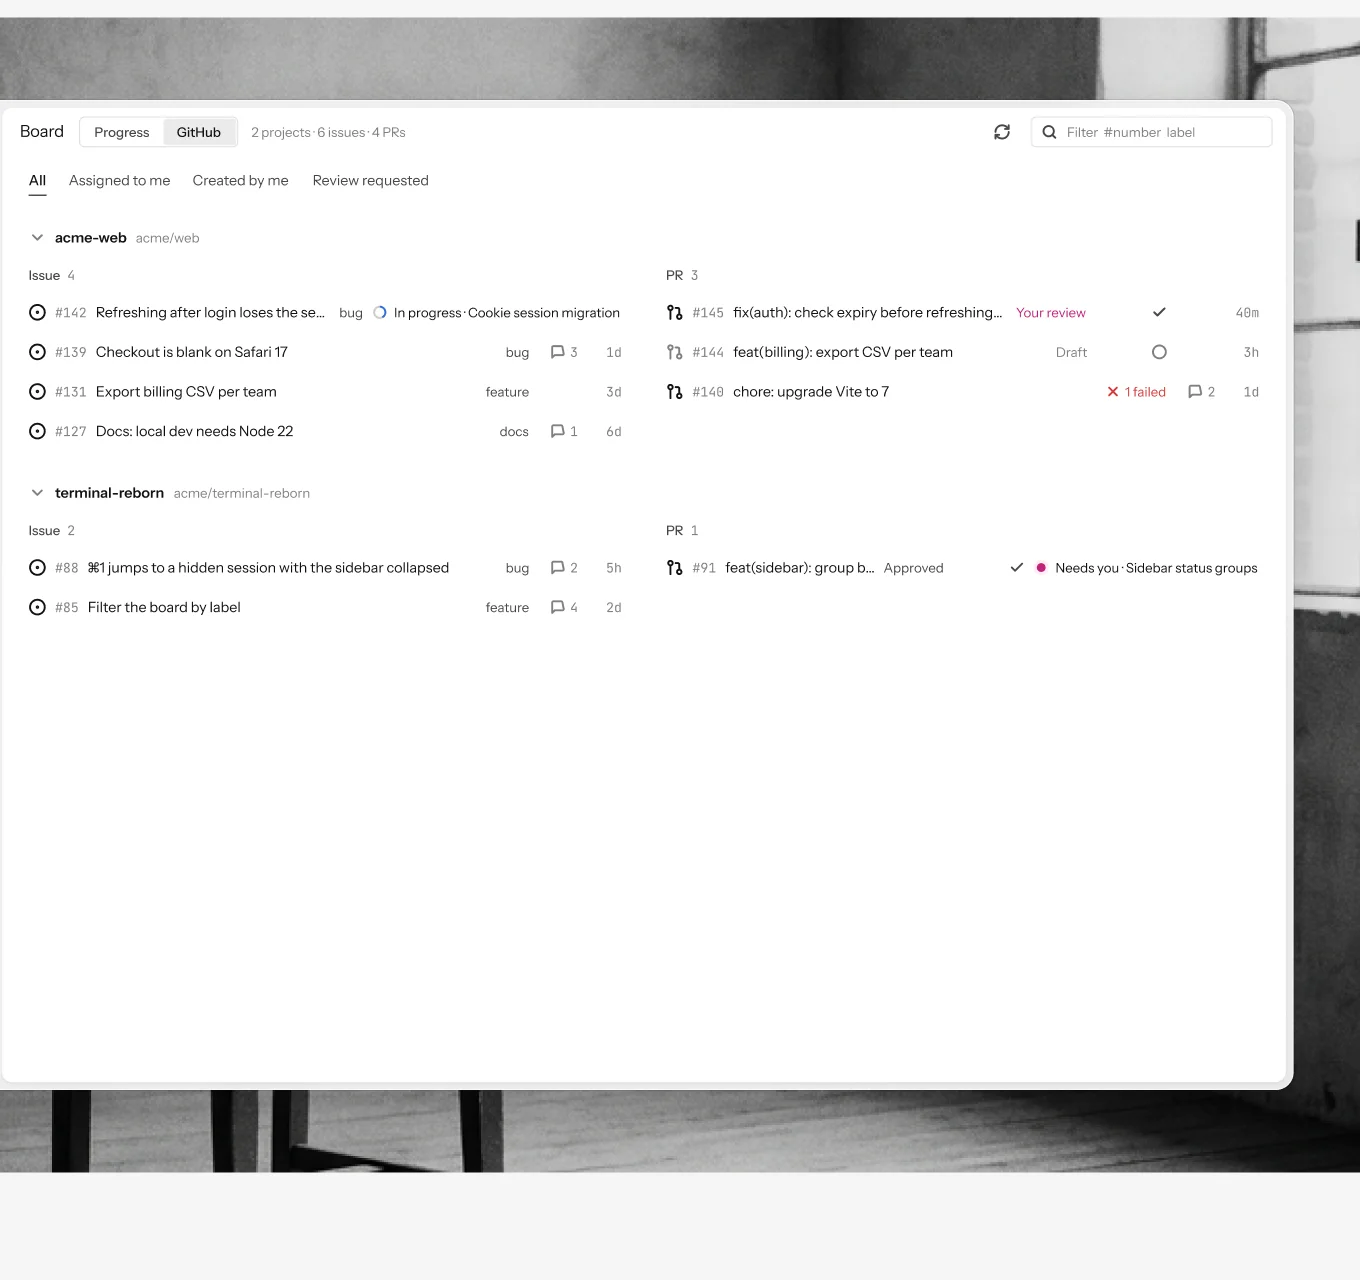 Board Progress GitHub 2 projects · 6 issues · 4 PRs Filter #number label
All Assigned to me Created by me Review requested
acme-web acme/web
Issue 4
#142 Refreshing after login loses the se... bug In progress · Cookie session migration
#139 Checkout is blank on Safari 17 bug 3 1d
#131 Export billing CSV per team feature 3d
#127 Docs: local dev needs Node 22 docs 1 6d
PR 3
#145 fix(auth): check expiry before refreshing... Your review 40m
#144 feat(billing): export CSV per team Draft 3h
#140 chore: upgrade Vite to 7 1 failed 2 1d
terminal-reborn acme/terminal-reborn
Issue 2
#88 ⌘1 jumps to a hidden session with the sidebar collapsed bug 2 5h
#85 Filter the board by label feature 4 2d
PR 1
#91 feat(sidebar): group b... Approved Needs you · Sidebar status groups